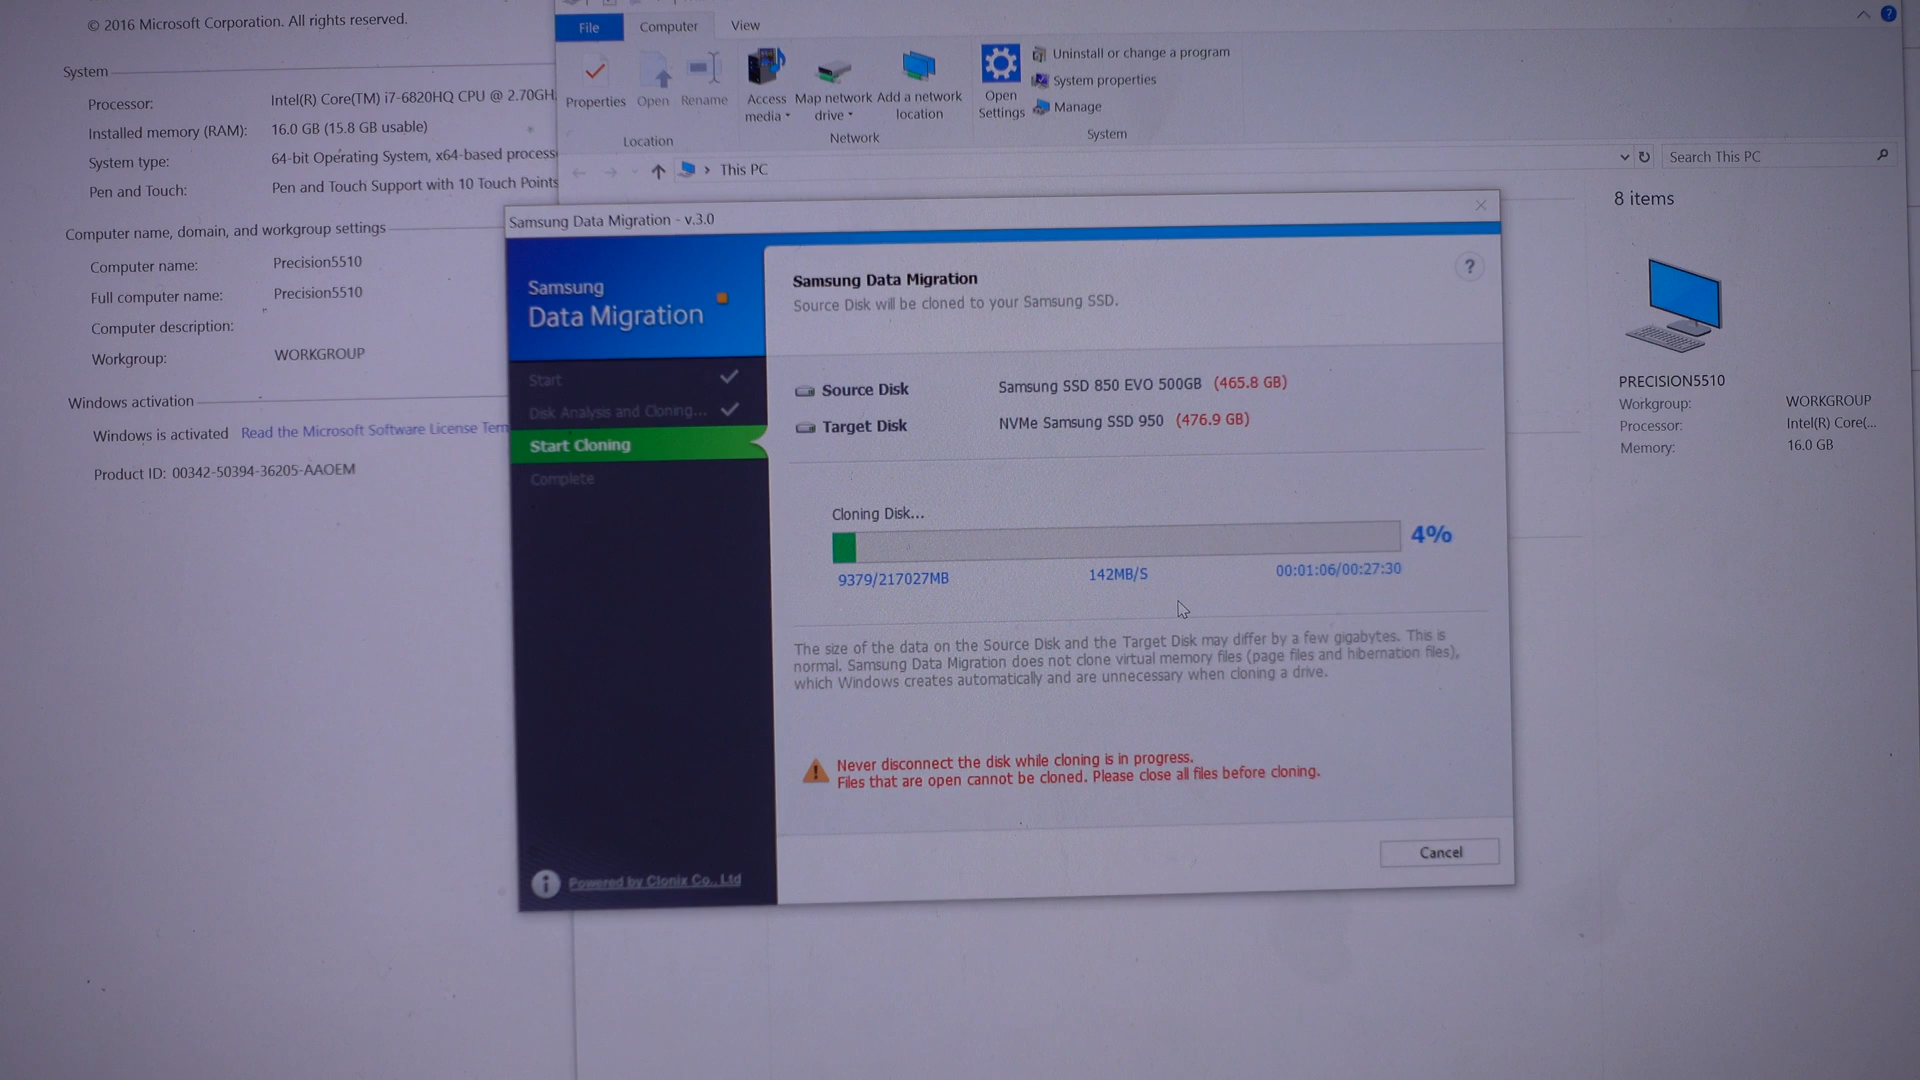 © 2016 Microsoft Corporation. All rights reserved.
System
Processor: Intel(R) Core(TM) i7-6820HQ CPU @ 2.70GH
Installed memory (RAM): 16.0 GB (15.8 GB usable)
System type: 64-bit Operating System, x64-based process
Pen and Touch: Pen and Touch Support with 10 Touch Points
Computer name, domain, and workgroup settings
Computer name: Precision5510
Full computer name: Precision5510
Computer description:
Workgroup: WORKGROUP
Windows activation
Windows is activated Read the Microsoft Software License Term
Product ID: 00342-50394-36205-AAOEM
File Computer View
Properties Open Rename
Location
Access media
Map network drive
Add a network location
Network
Open Settings
Uninstall or change a program
System properties
Manage
System
This PC
Search This PC
Samsung Data Migration - v.3.0
Samsung
Data Migration
Start
Disk Analysis and Cloning...
Start Cloning
Complete
Powered by Clonix Co., Ltd
Samsung Data Migration
Source Disk will be cloned to your Samsung SSD.
?
Source Disk Samsung SSD 850 EVO 500GB (465.8 GB)
Target Disk NVMe Samsung SSD 950 (476.9 GB)
Cloning Disk...
4%
9379/217027MB 142MB/S 00:01:06/00:27:30
The size of the data on the Source Disk and the Target Disk may differ by a few gigabytes. This is
normal. Samsung Data Migration does not clone virtual memory files (page files and hibernation files),
which Windows creates automatically and are unnecessary when cloning a drive.
Never disconnect the disk while cloning is in progress.
Files that are open cannot be cloned. Please close all files before cloning.
Cancel
8 items
PRECISION5510
Workgroup: WORKGROUP
Processor: Intel(R) Core(...
Memory: 16.0 GB